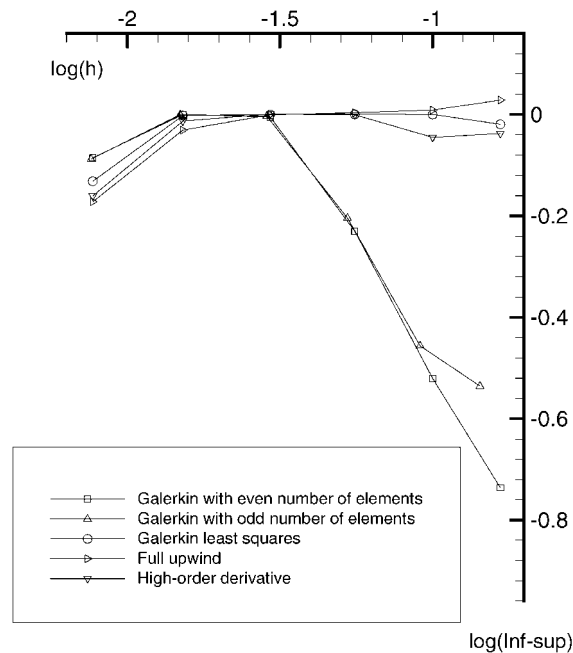 -2 -1.5 -1
log(h)
0
-0.2
-0.4
-0.6
-0.8
Galerkin with even number of elements
Galerkin with odd number of elements
Galerkin least squares
Full upwind
High-order derivative
log(Inf-sup)